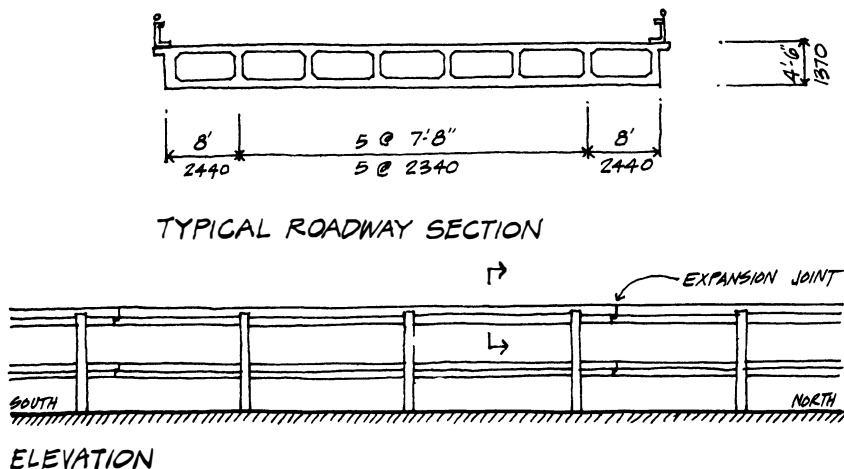 4'-6"
1370
8' 5 @ 7'-8" 8'
2440 5 @ 2340 2440
TYPICAL ROADWAY SECTION
EXPANSION JOINT
SOUTH NORTH
ELEVATION